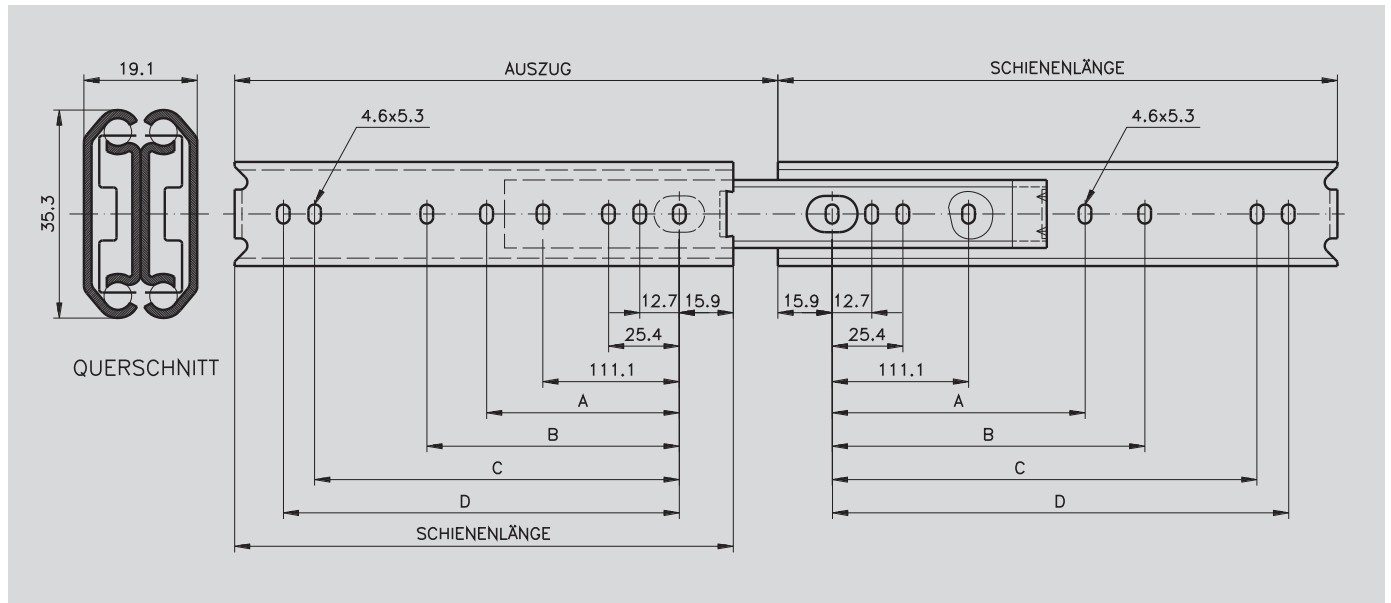 19.1
AUSZUG
SCHIENENLÄNGE
4.6x5.3
4.6x5.3
35.3
12.7
15.9
15.9
12.7
25.4
25.4
QUERSCHNITT
111.1
111.1
A
A
B
B
C
C
D
D
SCHIENENLÄNGE